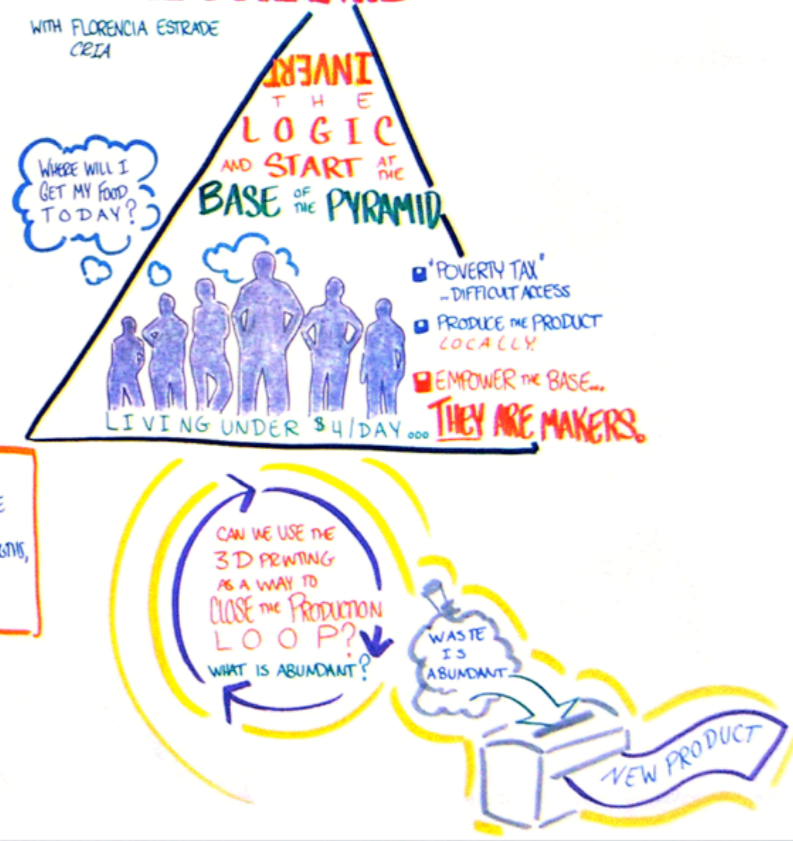 WITH FLORENCIA ESTRADE
CRIA
INVERT
THE
LOGIC
AND START AT THE
BASE OF THE PYRAMID
WHERE WILL I
GET MY FOOD
TODAY?
"POVERTY TAX"
...DIFFICULT ACCESS
PRODUCE THE PRODUCT
LOCALLY.
EMPOWER THE BASE...
THEY ARE MAKERS.
LIVING UNDER $4/DAY...
CAN WE USE THE
3D PRINTING
AS A WAY TO
CLOSE THE PRODUCTION
LOOP?
WHAT IS ABUNDANT?
WASTE
IS
ABUNDANT
NEW PRODUCT